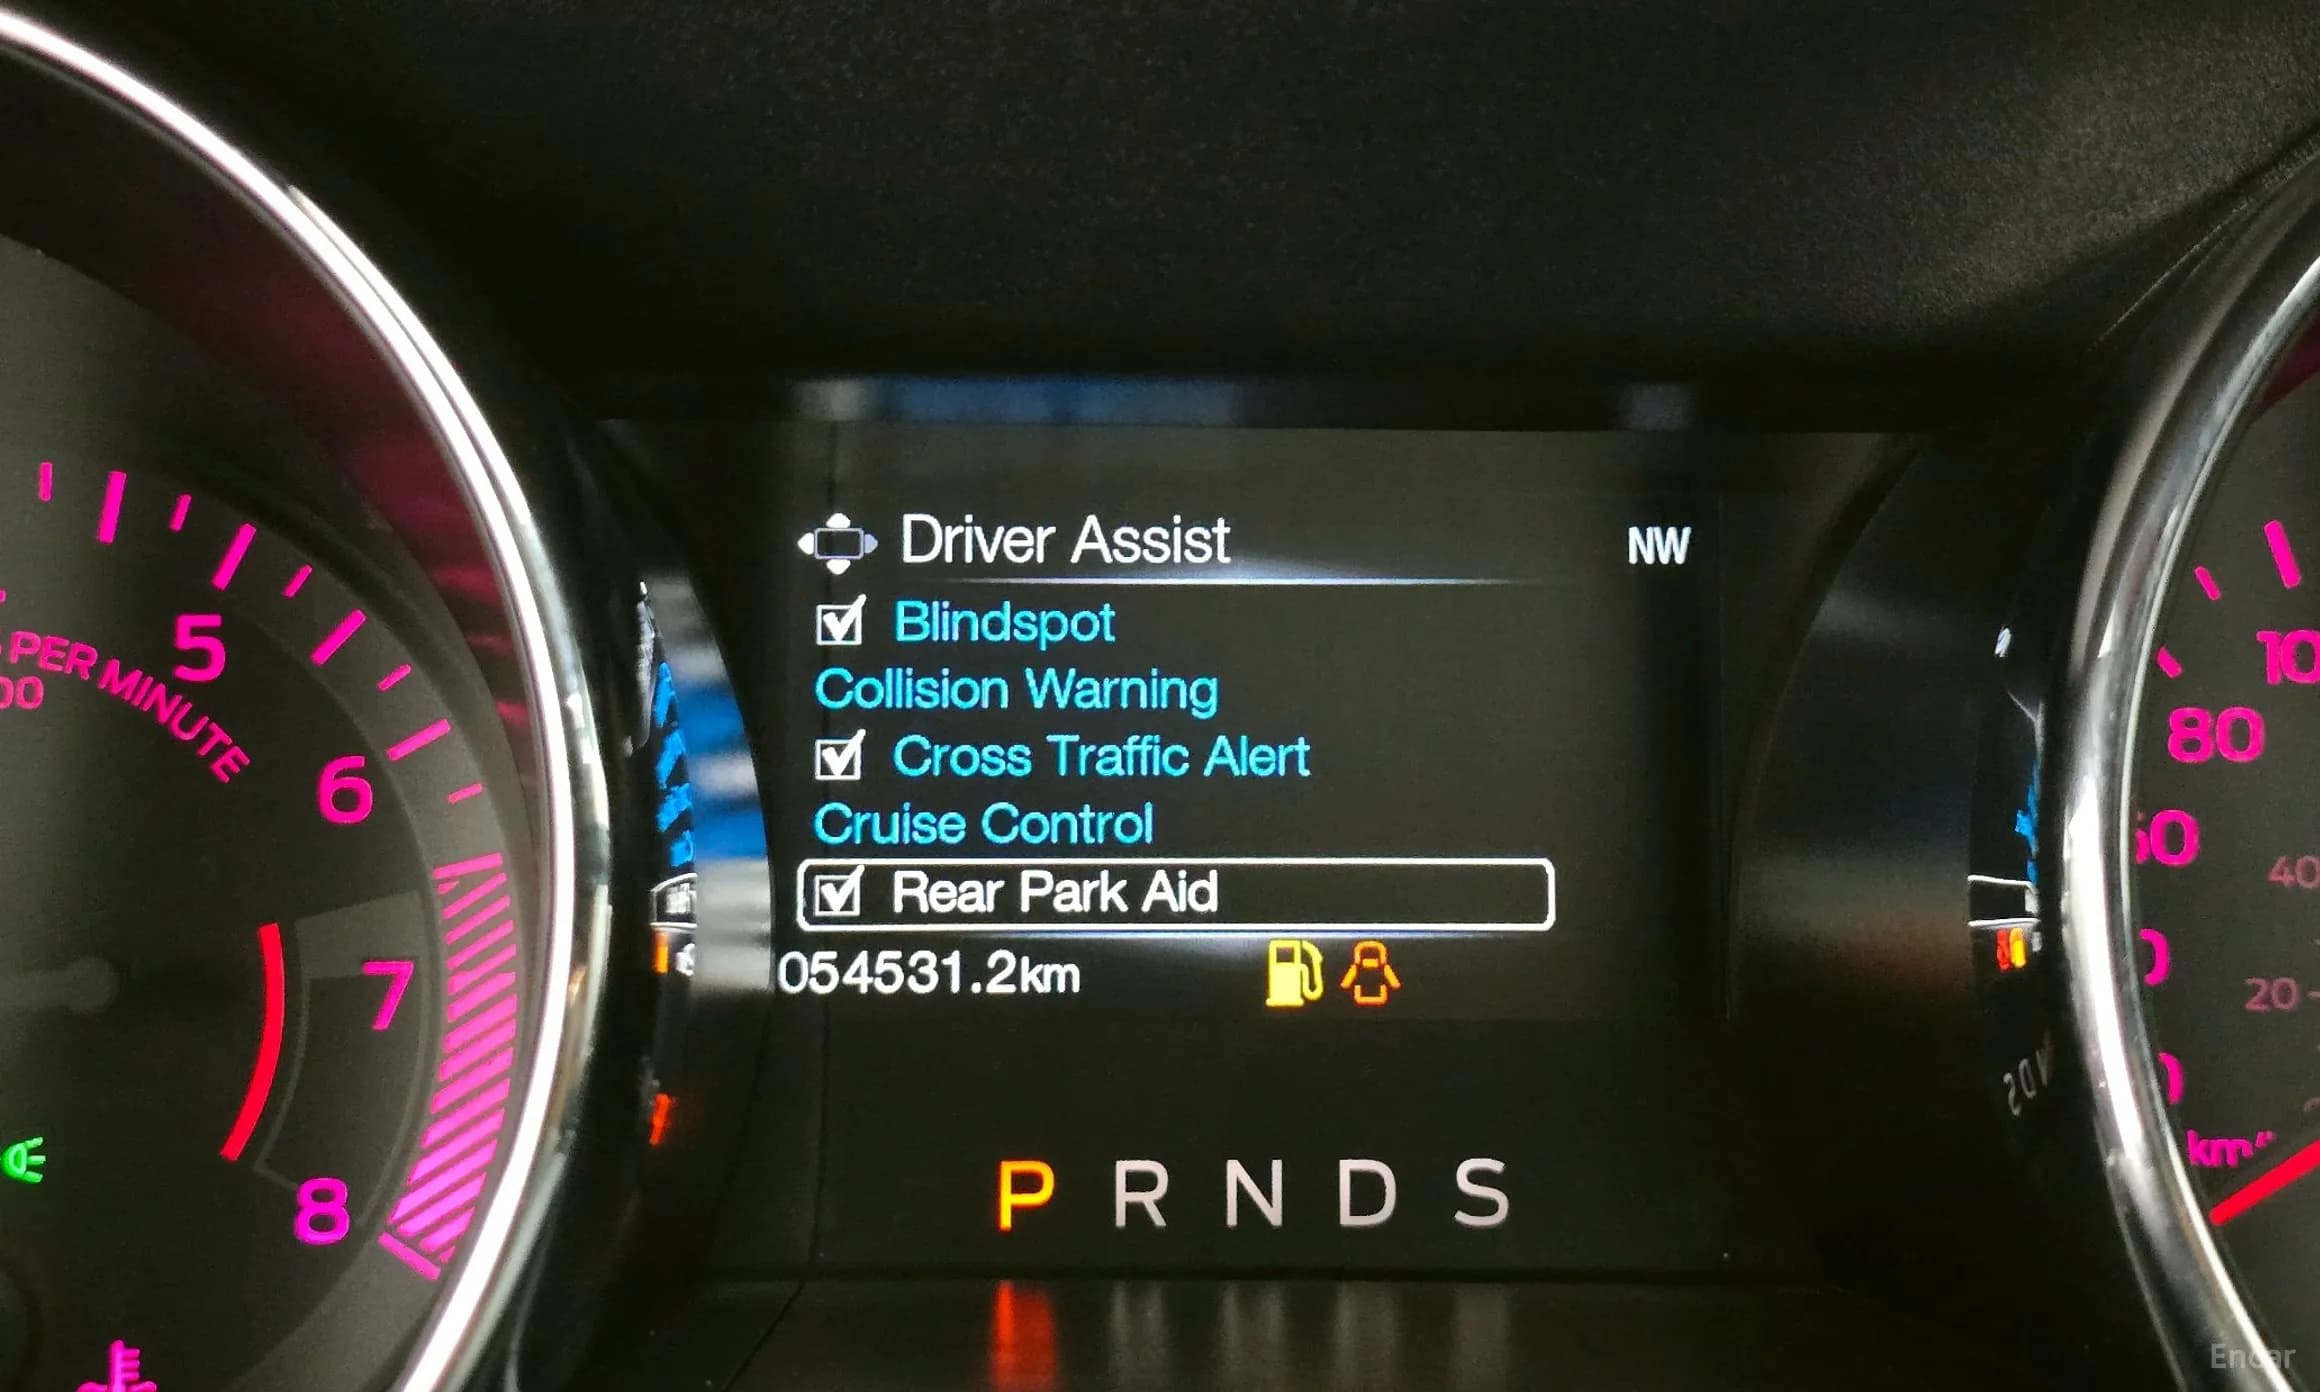 Driver Assist
NW
Blindspot
Collision Warning
Cross Traffic Alert
Cruise Control
Rear Park Aid
054531.2km
P R N D S
5
PER MINUTE
6
7
8
80
40
20
Encar